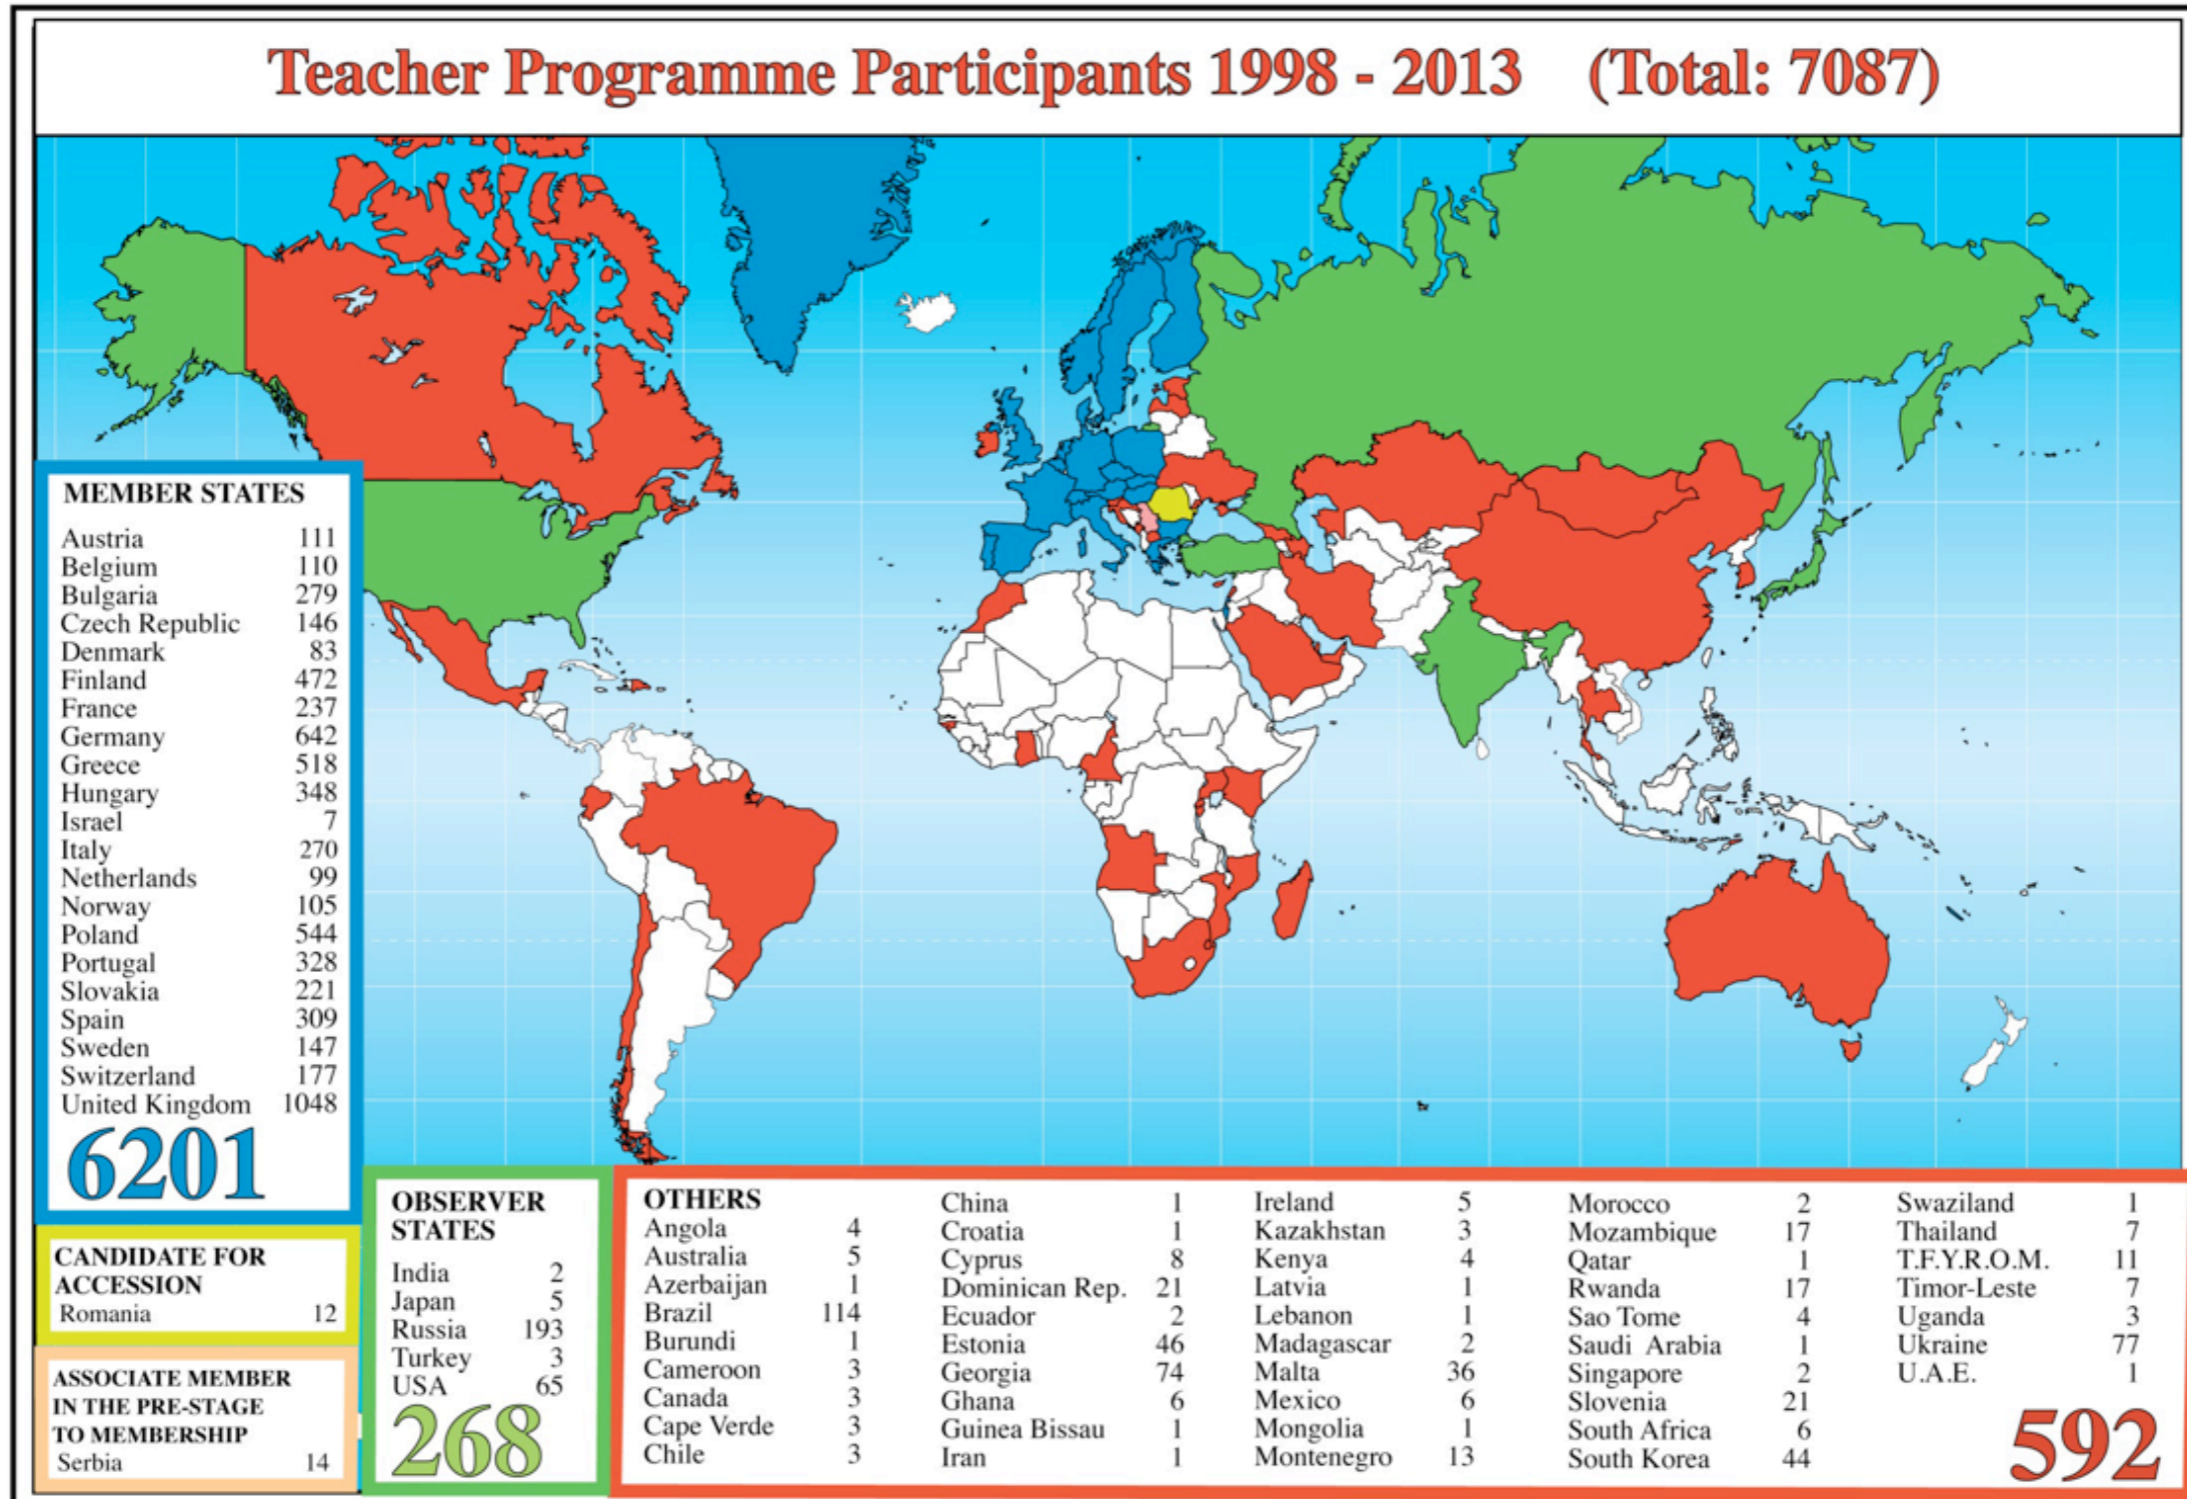 Teacher Programme Participants 1998 - 2013 (Total: 7087)
MEMBER STATES
Austria 111
Belgium 110
Bulgaria 279
Czech Republic 146
Denmark 83
Finland 472
France 237
Germany 642
Greece 518
Hungary 348
Israel 7
Italy 270
Netherlands 99
Norway 105
Poland 544
Portugal 328
Slovakia 221
Spain 309
Sweden 147
Switzerland 177
United Kingdom 1048
6201
CANDIDATE FOR
ACCESSION
Romania 12
ASSOCIATE MEMBER
IN THE PRE-STAGE
TO MEMBERSHIP
Serbia 14
OBSERVER
STATES
India 2
Japan 5
Russia 193
Turkey 3
USA 65
268
OTHERS
Angola 4
Australia 5
Azerbaijan 1
Brazil 114
Burundi 1
Cameroon 3
Canada 3
Cape Verde 3
Chile 3
China 1
Croatia 1
Cyprus 8
Dominican Rep. 21
Ecuador 2
Estonia 46
Georgia 74
Ghana 6
Guinea Bissau 1
Iran 1
Ireland 5
Kazakhstan 3
Kenya 4
Latvia 1
Lebanon 1
Madagascar 2
Malta 36
Mexico 6
Mongolia 1
Montenegro 13
Morocco 2
Mozambique 17
Qatar 1
Rwanda 17
Sao Tome 4
Saudi Arabia 1
Singapore 2
Slovenia 21
South Africa 6
South Korea 44
Swaziland 1
Thailand 7
T.F.Y.R.O.M. 11
Timor-Leste 7
Uganda 3
Ukraine 77
U.A.E. 1
592